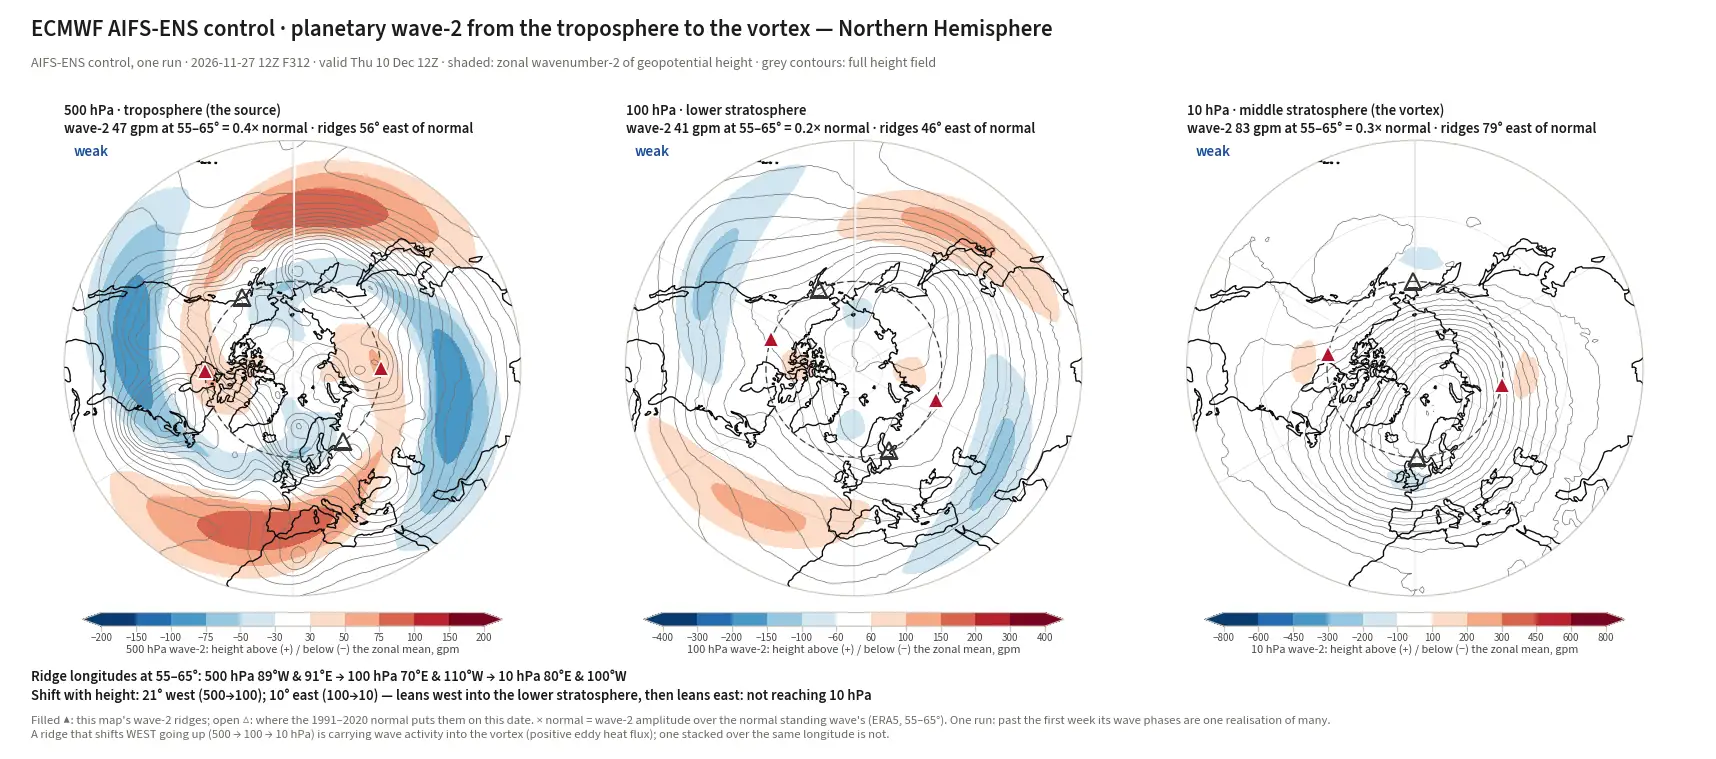 ECMWF AIFS-ENS control · planetary wave-2 from the troposphere to the vortex — Northern Hemisphere
AIFS-ENS control, one run · 2026-11-27 12Z F312 · valid Thu 10 Dec 12Z · shaded: zonal wavenumber-2 of geopotential height · grey contours: full height field
500 hPa · troposphere (the source)
wave-2 47 gpm at 55–65° = 0.4× normal · ridges 56° east of normal
weak
100 hPa · lower stratosphere
wave-2 41 gpm at 55–65° = 0.2× normal · ridges 46° east of normal
weak
10 hPa · middle stratosphere (the vortex)
wave-2 83 gpm at 55–65° = 0.3× normal · ridges 79° east of normal
weak
−200 −150 −100 −75 −50 −30 30 50 75 100 150 200
500 hPa wave-2: height above (+) / below (−) the zonal mean, gpm
−400 −300 −200 −150 −100 −60 60 100 150 200 300 400
100 hPa wave-2: height above (+) / below (−) the zonal mean, gpm
−800 −600 −450 −300 −200 −100 100 200 300 450 600 800
10 hPa wave-2: height above (+) / below (−) the zonal mean, gpm
Ridge longitudes at 55–65°: 500 hPa 89°W & 91°E → 100 hPa 70°E & 110°W → 10 hPa 80°E & 100°W
Shift with height: 21° west (500→100); 10° east (100→10) — leans west into the lower stratosphere, then leans east: not reaching 10 hPa
Filled ▲: this map's wave-2 ridges; open △: where the 1991–2020 normal puts them on this date. × normal = wave-2 amplitude over the normal standing wave's (ERA5, 55–65°). One run: past the first week its wave phases are one realisation of many.
A ridge that shifts WEST going up (500 → 100 → 10 hPa) is carrying wave activity into the vortex (positive eddy heat flux); one stacked over the same longitude is not.